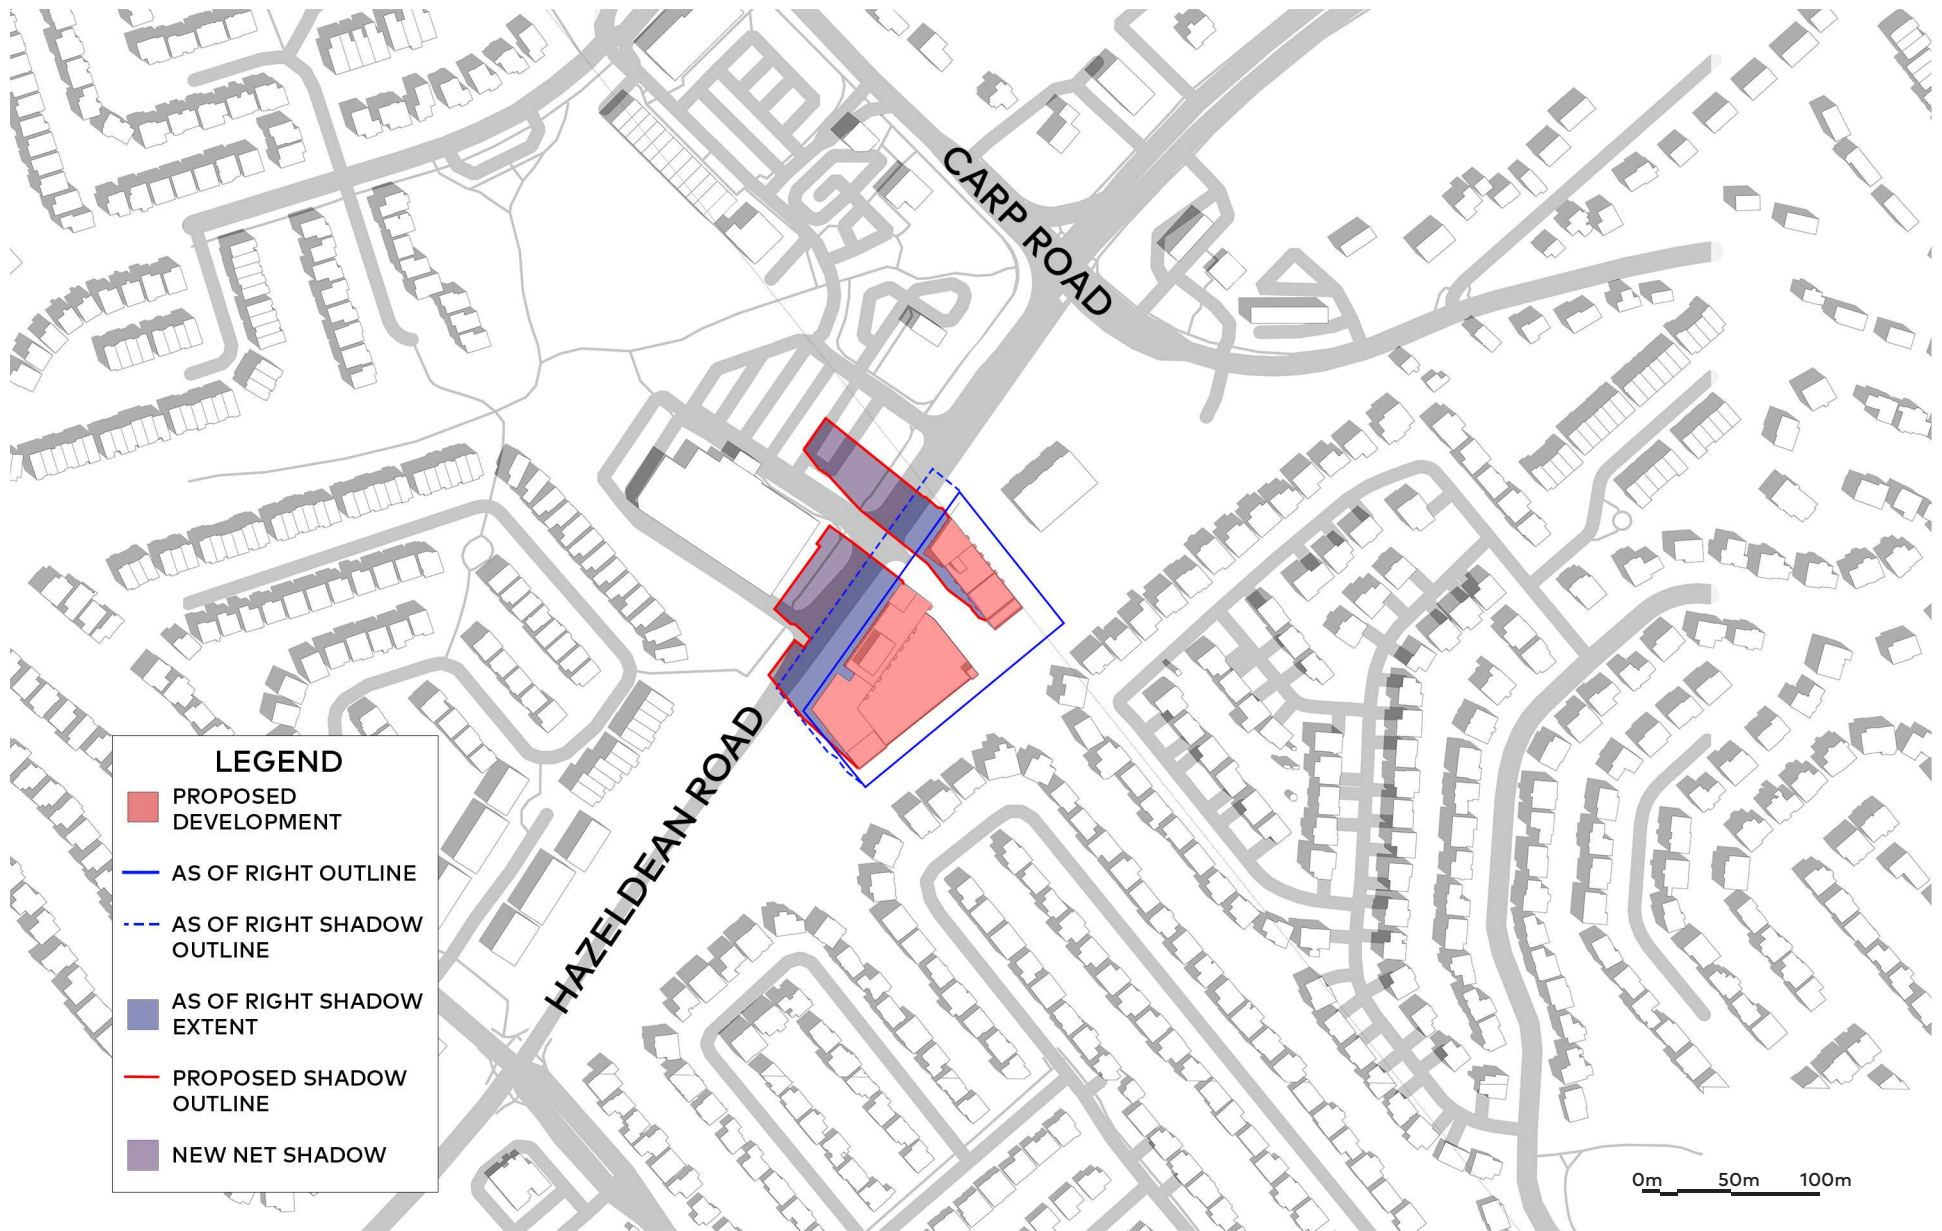 CARP ROAD
HAZELDEAN ROAD
LEGEND
PROPOSED
DEVELOPMENT
AS OF RIGHT OUTLINE
AS OF RIGHT SHADOW
OUTLINE
AS OF RIGHT SHADOW
EXTENT
PROPOSED SHADOW
OUTLINE
NEW NET SHADOW
0m 50m 100m